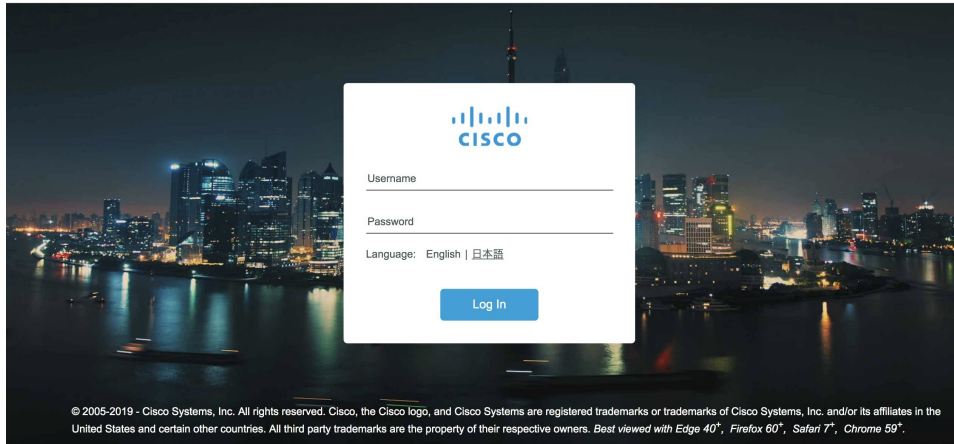 CISCO
Username
Password
Language: English | 日本語
Log In
© 2005-2019 - Cisco Systems, Inc. All rights reserved. Cisco, the Cisco logo, and Cisco Systems are registered trademarks or trademarks of Cisco Systems, Inc. and/or its affiliates in the
United States and certain other countries. All third party trademarks are the property of their respective owners. Best viewed with Edge 40+, Firefox 60+, Safari 7+, Chrome 59+.